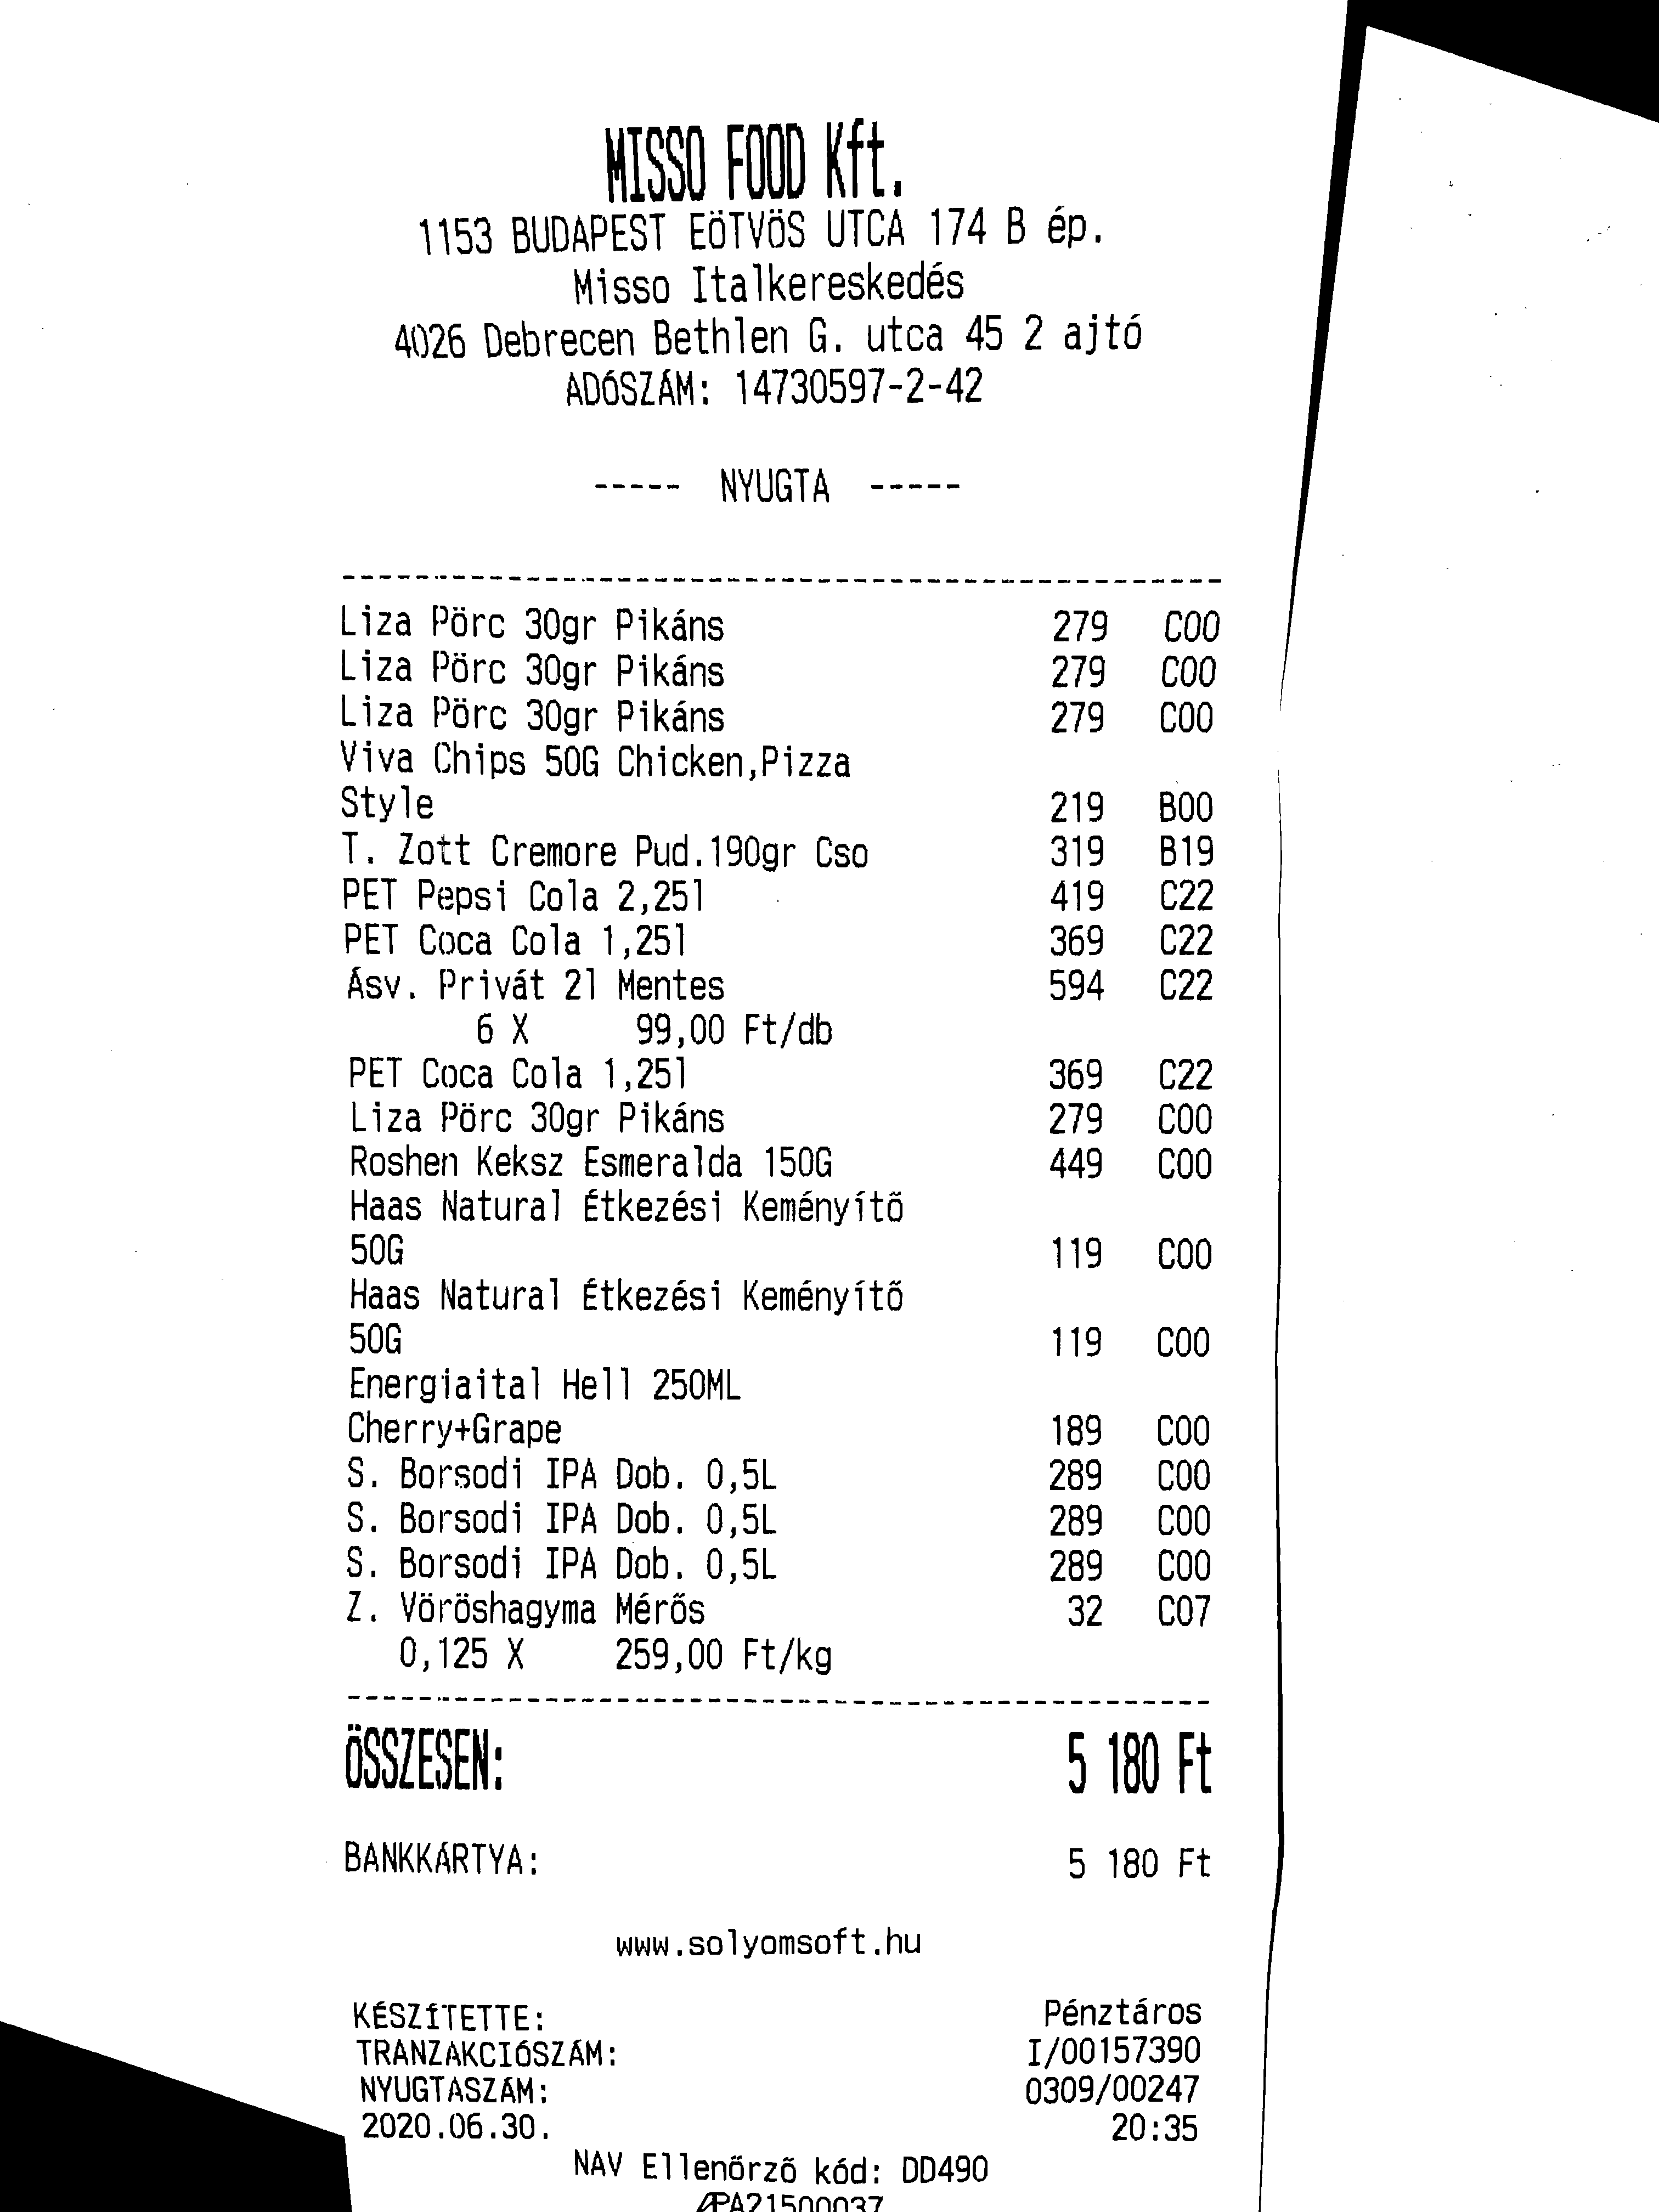 MISSO FOOD Kft.
1153 BUDAPEST EÖTVÖS UTCA 174 B ép.
Misso Italkereskedés
4026 Debrecen Bethlen G. utca 45 2 ajtó
ADÓSZÁM: 14730597-2-42
----- NYUGTA -----
Liza Pörc 30gr Pikáns 279 C00
Liza Pörc 30gr Pikáns 279 C00
Liza Pörc 30gr Pikáns 279 C00
Viva Chips 50G Chicken,Pizza
Style 219 B00
T. Zott Cremore Pud.190gr Cso 319 B19
PET Pepsi Cola 2,25l 419 C22
PET Coca Cola 1,25l 369 C22
Ásv. Privát 2l Mentes 594 C22
6 X 99,00 Ft/db
PET Coca Cola 1,25l 369 C22
Liza Pörc 30gr Pikáns 279 C00
Roshen Keksz Esmeralda 150G 449 C00
Haas Natural Étkezési Keményítő
50G 119 C00
Haas Natural Étkezési Keményítő
50G 119 C00
Energiaital Hell 250ML
Cherry+Grape 189 C00
S. Borsodi IPA Dob. 0,5L 289 C00
S. Borsodi IPA Dob. 0,5L 289 C00
S. Borsodi IPA Dob. 0,5L 289 C00
Z. Vöröshagyma Mérős 32 C07
0,125 X 259,00 Ft/kg
ÖSSZESEN: 5 180 Ft
BANKKÁRTYA: 5 180 Ft
www.solyomsoft.hu
KÉSZÍTETTE: Pénztáros
TRANZAKCIÓSZÁM: I/00157390
NYUGTASZÁM: 0309/00247
2020.06.30. 20:35
NAV Ellenőrző kód: DD490
PA21500037